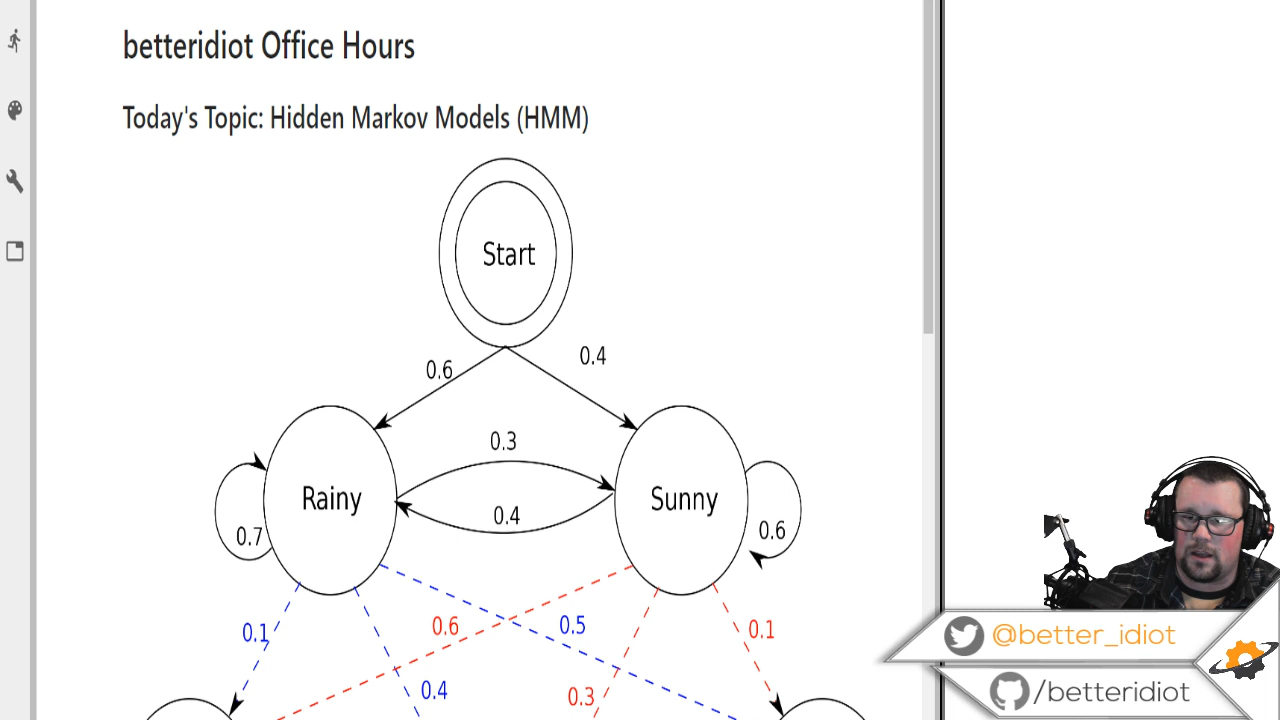 betteridiot Office Hours
Today's Topic: Hidden Markov Models (HMM)
Start
0.6
0.4
0.3
Rainy
Sunny
0.7
0.4
0.6
0.1
0.6
0.5
0.1
0.4
0.3
@better_idiot
/betteridiot